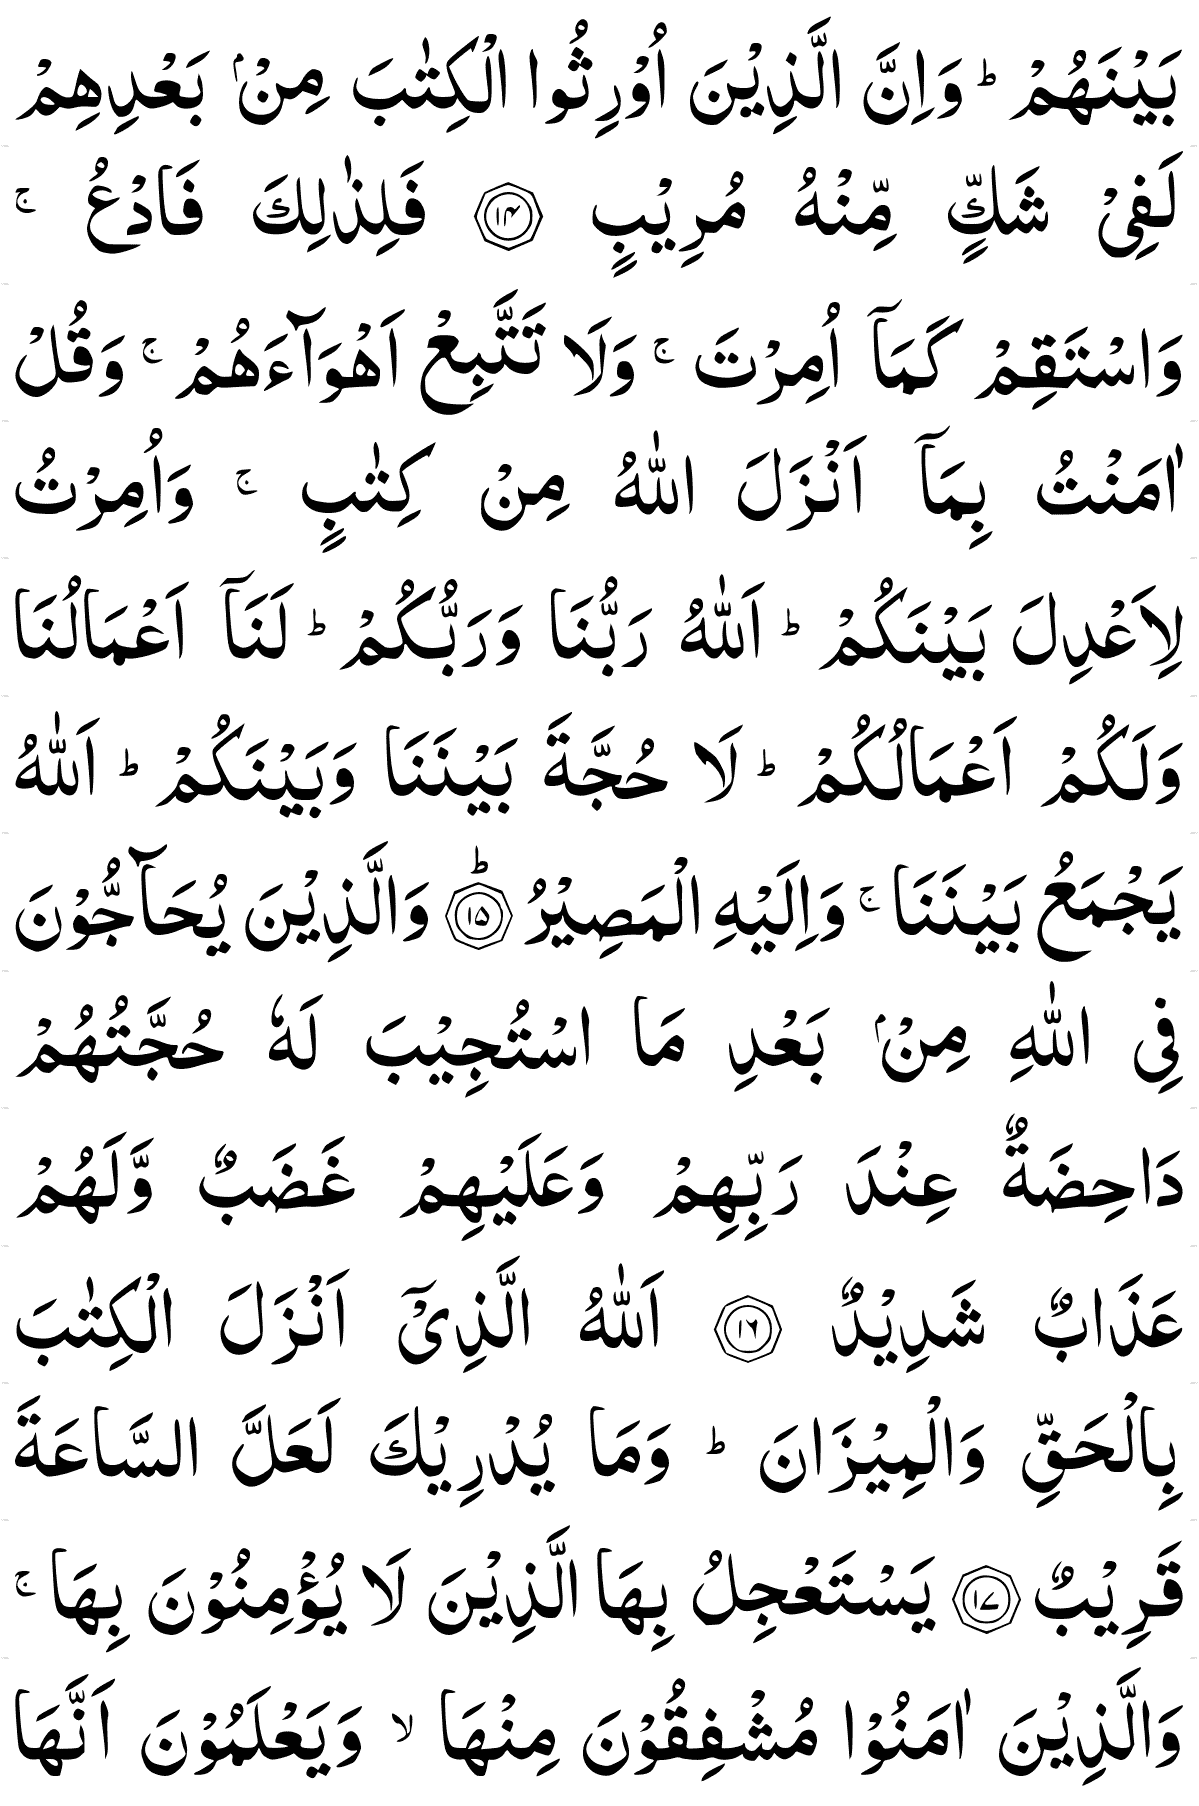 بَيْنَهُمْ ؕ وَاِنَّ الَّذِيْنَ اُوْرِثُوا الْكِتٰبَ مِنْۢ بَعْدِهِمْ
لَفِىْ شَكٍّ مِّنْهُ مُرِيْبٍ ﴿۱۴﴾ فَلِذٰلِكَ فَادْعُ ۚ
وَاسْتَقِمْ كَمَاۤ اُمِرْتَ ۚ وَلَا تَتَّبِعْ اَهْوَآءَهُمْ ۚ وَقُلْ
اٰمَنْتُ بِمَاۤ اَنْزَلَ اللّٰهُ مِنْ كِتٰبٍ ۚ وَاُمِرْتُ
لِاَعْدِلَ بَيْنَكُمْ ؕ اَللّٰهُ رَبُّنَا وَرَبُّكُمْ ؕ لَنَاۤ اَعْمَالُنَا
وَلَكُمْ اَعْمَالُكُمْ ؕ لَا حُجَّةَ بَيْنَنَا وَبَيْنَكُمْ ؕ اَللّٰهُ
يَجْمَعُ بَيْنَنَا ۚ وَاِلَيْهِ الْمَصِيْرُ ؕ﴿۱۵﴾ وَالَّذِيْنَ يُحَآجُّوْنَ
فِى اللّٰهِ مِنْۢ بَعْدِ مَا اسْتُجِيْبَ لَهٗ حُجَّتُهُمْ
دَاحِضَةٌ عِنْدَ رَبِّهِمْ وَعَلَيْهِمْ غَضَبٌ وَّلَهُمْ
عَذَابٌ شَدِيْدٌ ﴿۱۶﴾ اَللّٰهُ الَّذِىْۤ اَنْزَلَ الْكِتٰبَ
بِالْحَقِّ وَالْمِيْزَانَ ؕ وَمَا يُدْرِيْكَ لَعَلَّ السَّاعَةَ
قَرِيْبٌ ﴿۱۷﴾ يَسْتَعْجِلُ بِهَا الَّذِيْنَ لَا يُؤْمِنُوْنَ بِهَا ۚ
وَالَّذِيْنَ اٰمَنُوْا مُشْفِقُوْنَ مِنْهَا ۙ وَيَعْلَمُوْنَ اَنَّهَا